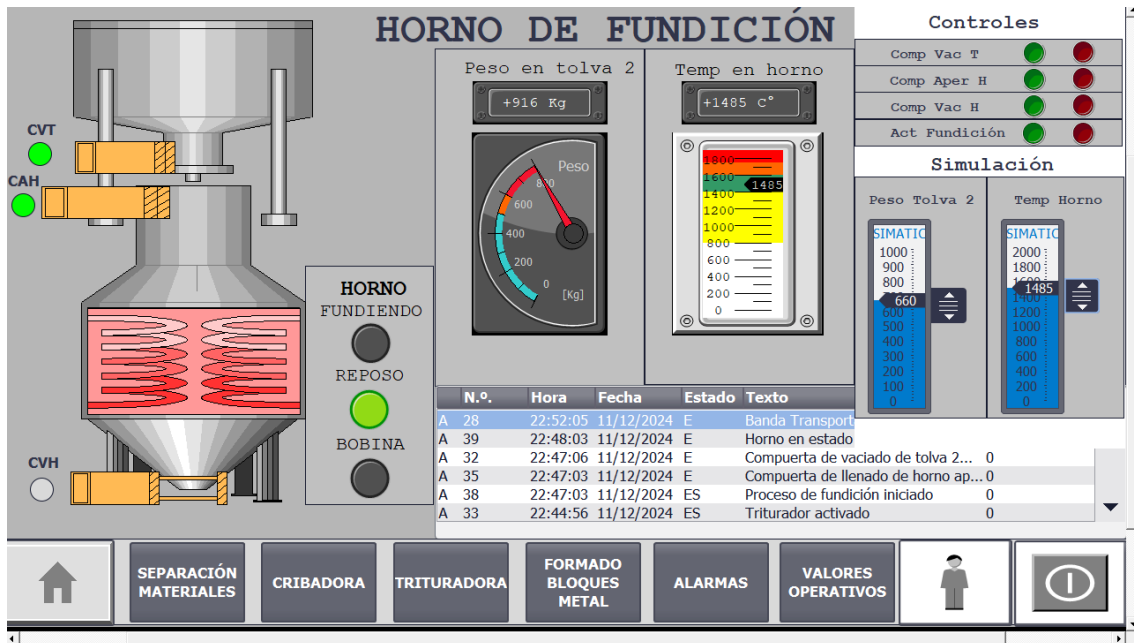 HORNO DE FUNDICIÓN
CVT
CAH
CVH
HORNO
FUNDIENDO
REPOSO
BOBINA
Peso en tolva 2
+916 Kg
Peso
800
600
400
200
0
[Kg]
Temp en horno
+1485 C°
1800
1600
1485
1400
1200
1000
800
600
400
200
0
Controles
Comp Vac T
Comp Aper H
Comp Vac H
Act Fundición
Simulación
Peso Tolva 2
SIMATIC
1000
900
800
660
600
500
400
300
200
100
0
Temp Horno
SIMATIC
2000
1800
1600
1485
1400
1200
1000
800
600
400
200
0
N.º. Hora Fecha Estado Texto
A 28 22:52:05 11/12/2024 E Banda Transport
A 39 22:48:03 11/12/2024 E Horno en estado
A 32 22:47:06 11/12/2024 E Compuerta de vaciado de tolva 2... 0
A 35 22:47:03 11/12/2024 E Compuerta de llenado de horno ap... 0
A 38 22:47:03 11/12/2024 ES Proceso de fundición iniciado 0
A 33 22:44:56 11/12/2024 ES Triturador activado 0
SEPARACIÓN
MATERIALES
CRIBADORA
TRITURADORA
FORMADO
BLOQUES
METAL
ALARMAS
VALORES
OPERATIVOS